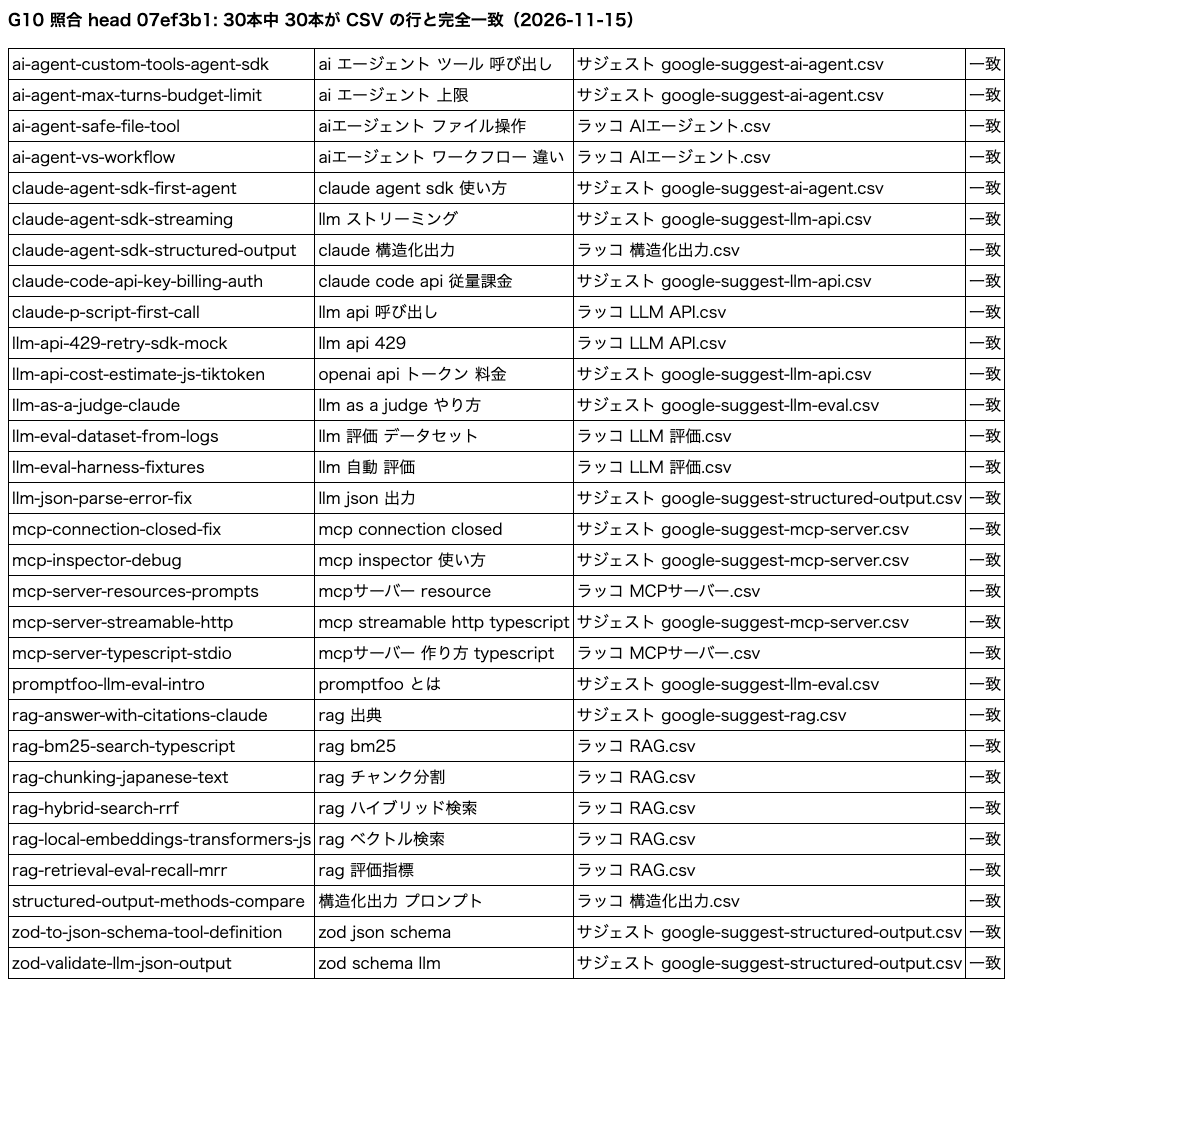 G10 照合 head 07ef3b1: 30本中 30本が CSV の行と完全一致（2026-11-15）
ai-agent-custom-tools-agent-sdk ai エージェント ツール 呼び出し サジェスト google-suggest-ai-agent.csv 一致
ai-agent-max-turns-budget-limit ai エージェント 上限 サジェスト google-suggest-ai-agent.csv 一致
ai-agent-safe-file-tool aiエージェント ファイル操作 ラッコ AIエージェント.csv 一致
ai-agent-vs-workflow aiエージェント ワークフロー 違い ラッコ AIエージェント.csv 一致
claude-agent-sdk-first-agent claude agent sdk 使い方 サジェスト google-suggest-ai-agent.csv 一致
claude-agent-sdk-streaming llm ストリーミング サジェスト google-suggest-llm-api.csv 一致
claude-agent-sdk-structured-output claude 構造化出力 ラッコ 構造化出力.csv 一致
claude-code-api-key-billing-auth claude code api 従量課金 サジェスト google-suggest-llm-api.csv 一致
claude-p-script-first-call llm api 呼び出し ラッコ LLM API.csv 一致
llm-api-429-retry-sdk-mock llm api 429 ラッコ LLM API.csv 一致
llm-api-cost-estimate-js-tiktoken openai api トークン 料金 サジェスト google-suggest-llm-api.csv 一致
llm-as-a-judge-claude llm as a judge やり方 サジェスト google-suggest-llm-eval.csv 一致
llm-eval-dataset-from-logs llm 評価 データセット ラッコ LLM 評価.csv 一致
llm-eval-harness-fixtures llm 自動 評価 ラッコ LLM 評価.csv 一致
llm-json-parse-error-fix llm json 出力 サジェスト google-suggest-structured-output.csv 一致
mcp-connection-closed-fix mcp connection closed サジェスト google-suggest-mcp-server.csv 一致
mcp-inspector-debug mcp inspector 使い方 サジェスト google-suggest-mcp-server.csv 一致
mcp-server-resources-prompts mcpサーバー resource ラッコ MCPサーバー.csv 一致
mcp-server-streamable-http mcp streamable http typescript サジェスト google-suggest-mcp-server.csv 一致
mcp-server-typescript-stdio mcpサーバー 作り方 typescript ラッコ MCPサーバー.csv 一致
promptfoo-llm-eval-intro promptfoo とは サジェスト google-suggest-llm-eval.csv 一致
rag-answer-with-citations-claude rag 出典 サジェスト google-suggest-rag.csv 一致
rag-bm25-search-typescript rag bm25 ラッコ RAG.csv 一致
rag-chunking-japanese-text rag チャンク分割 ラッコ RAG.csv 一致
rag-hybrid-search-rrf rag ハイブリッド検索 ラッコ RAG.csv 一致
rag-local-embeddings-transformers-js rag ベクトル検索 ラッコ RAG.csv 一致
rag-retrieval-eval-recall-mrr rag 評価指標 ラッコ RAG.csv 一致
structured-output-methods-compare 構造化出力 プロンプト ラッコ 構造化出力.csv 一致
zod-to-json-schema-tool-definition zod json schema サジェスト google-suggest-structured-output.csv 一致
zod-validate-llm-json-output zod schema llm サジェスト google-suggest-structured-output.csv 一致